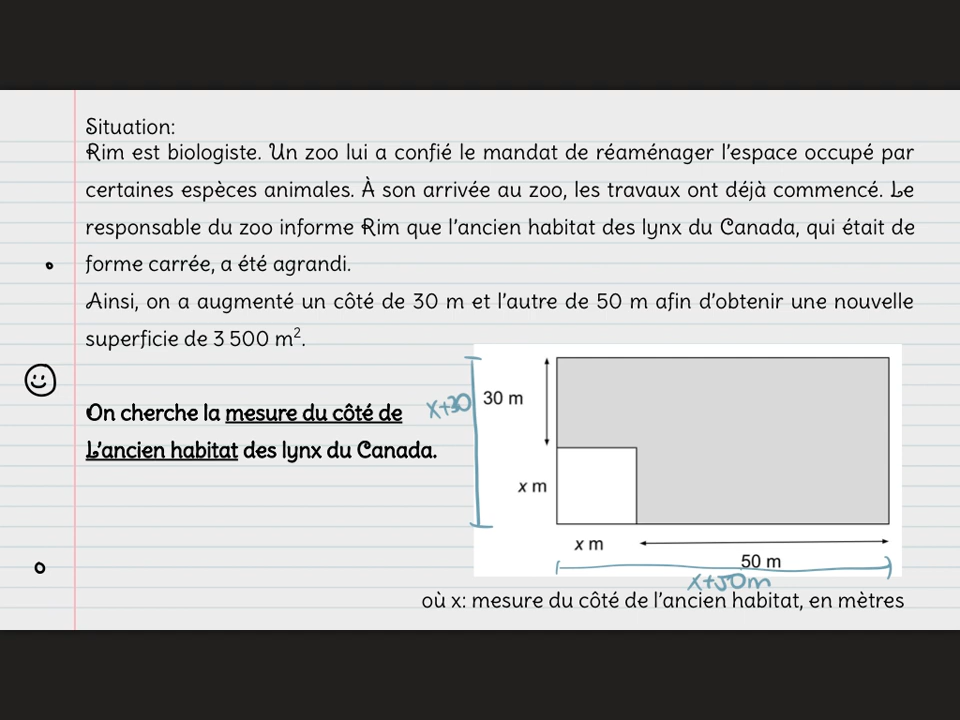 Situation:
Rim est biologiste. Un zoo lui a confié le mandat de réaménager l'espace occupé par
certaines espèces animales. À son arrivée au zoo, les travaux ont déjà commencé. Le
responsable du zoo informe Rim que l'ancien habitat des lynx du Canada, qui était de
forme carrée, a été agrandi.
Ainsi, on a augmenté un côté de 30 m et l'autre de 50 m afin d'obtenir une nouvelle
superficie de 3 500 m².
On cherche la mesure du côté de
L'ancien habitat des lynx du Canada.
x+30
30 m
x m
x m
50 m
x+50m
où x: mesure du côté de l'ancien habitat, en mètres